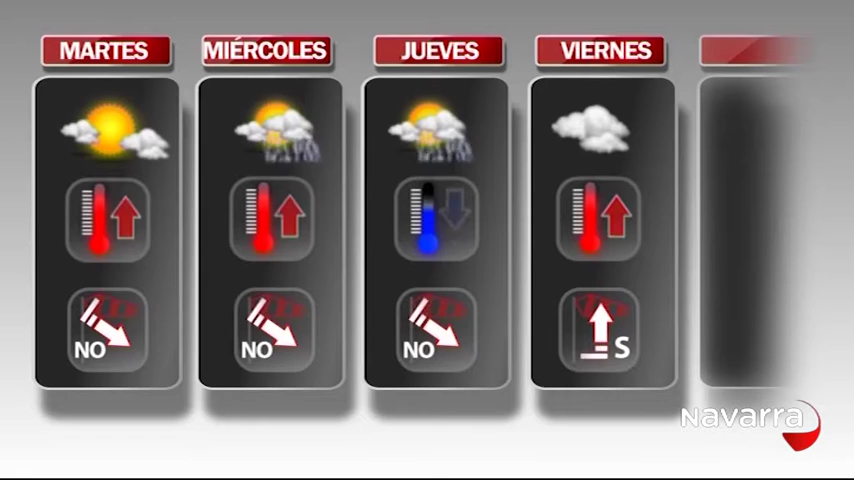 MARTES
MIÉRCOLES
JUEVES
VIERNES
NO
NO
NO
S
Navarra